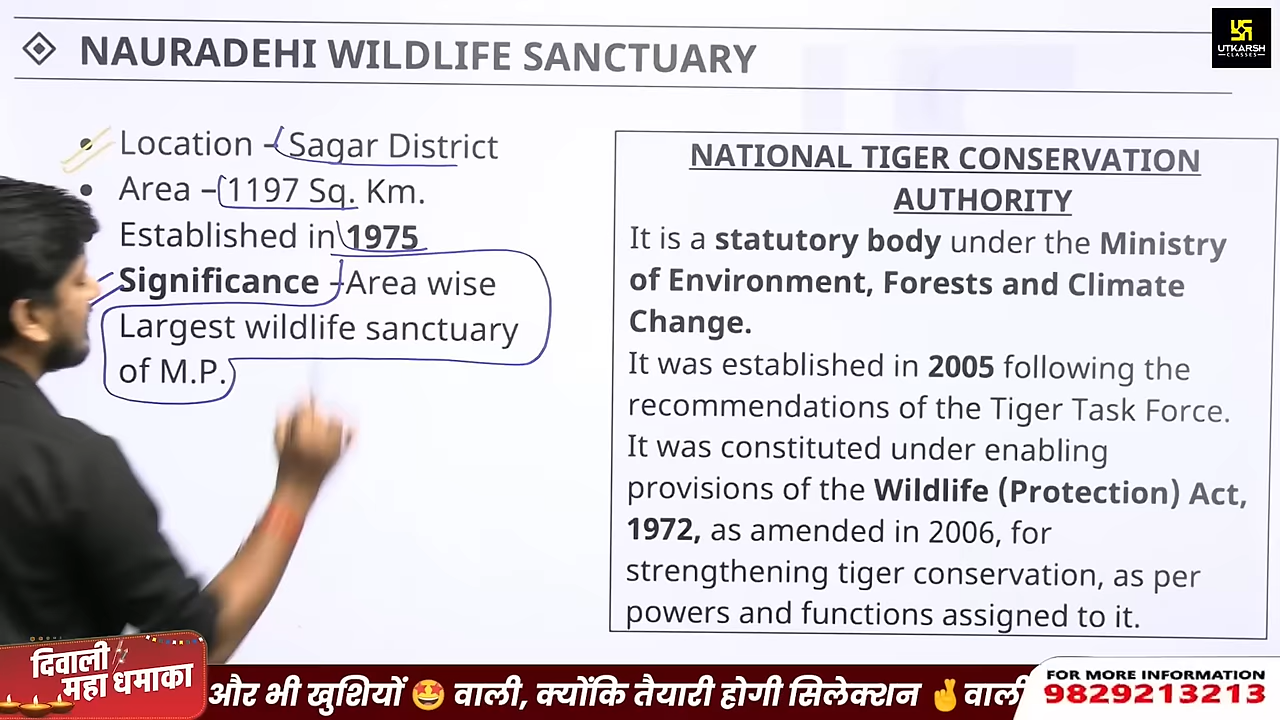 NAURADEHI WILDLIFE SANCTUARY
UTKARSH
CLASSES
• Location – Sagar District
• Area – 1197 Sq. Km.
Established in 1975
Significance – Area wise
Largest wildlife sanctuary
of M.P.
NATIONAL TIGER CONSERVATION
AUTHORITY
It is a statutory body under the Ministry
of Environment, Forests and Climate
Change.
It was established in 2005 following the
recommendations of the Tiger Task Force.
It was constituted under enabling
provisions of the Wildlife (Protection) Act,
1972, as amended in 2006, for
strengthening tiger conservation, as per
powers and functions assigned to it.
दिवाली
महा धमाका
और भी खुशियों 🤩 वाली, क्योंकि तैयारी होगी सिलेक्शन 🤞 वाली
FOR MORE INFORMATION
9829213213